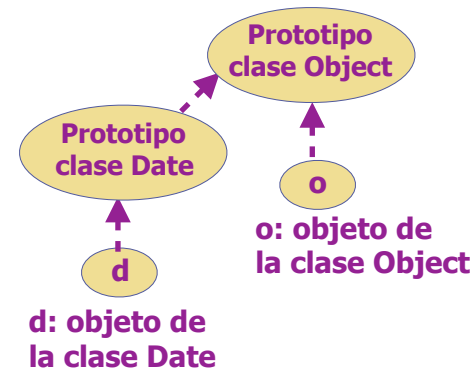 Prototipo
clase Object
Prototipo
clase Date
o
o: objeto de
la clase Object
d
d: objeto de
la clase Date